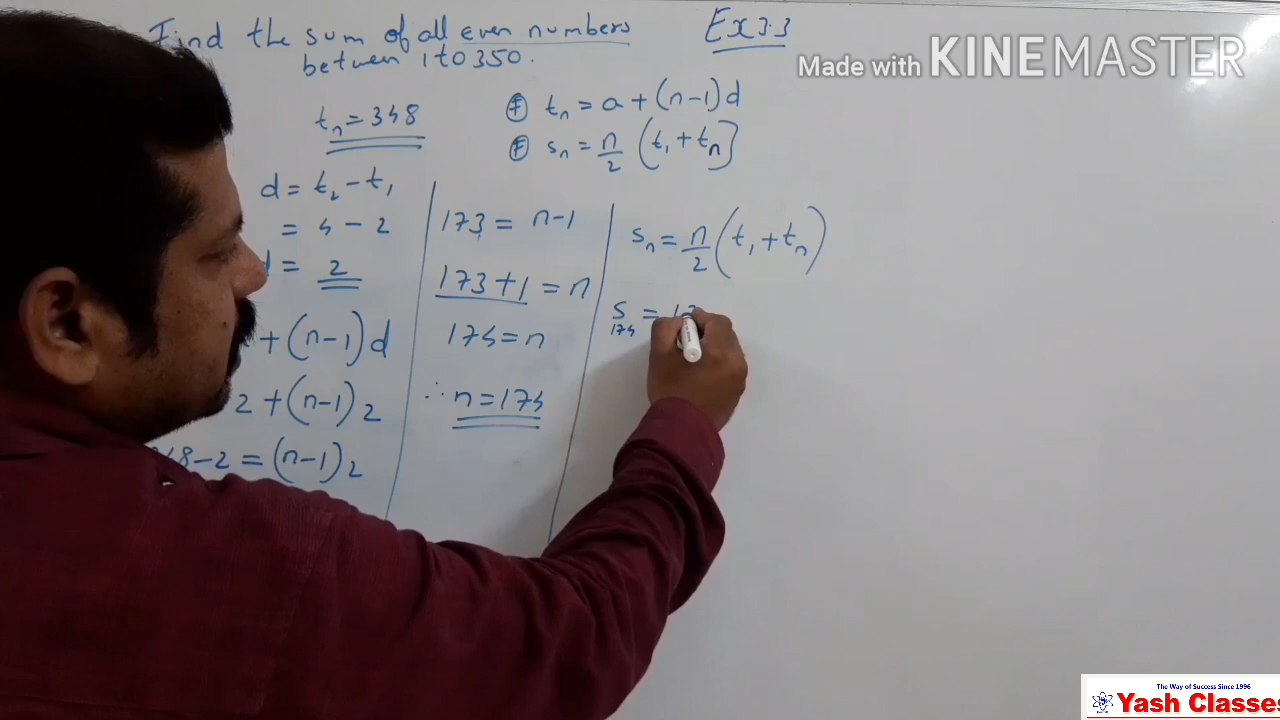 Find the sum of all even numbers
between 1 to 350.
Ex 3.3
Made with KINEMASTER
tₙ = 348
Ⓕ tₙ = a + (n-1) d
Ⓕ sₙ = n/2 (t₁ + tₙ]
d = t₂ - t₁
= 4 - 2
= 2
+ (n-1) d
2 + (n-1) 2
48-2 = (n-1) 2
173 = n-1
173+1 = n
174 = n
∴ n = 174
sₙ = n/2 (t₁ + tₙ)
S₁₇₄ =
The Way of Success Since 1996
Yash Classes